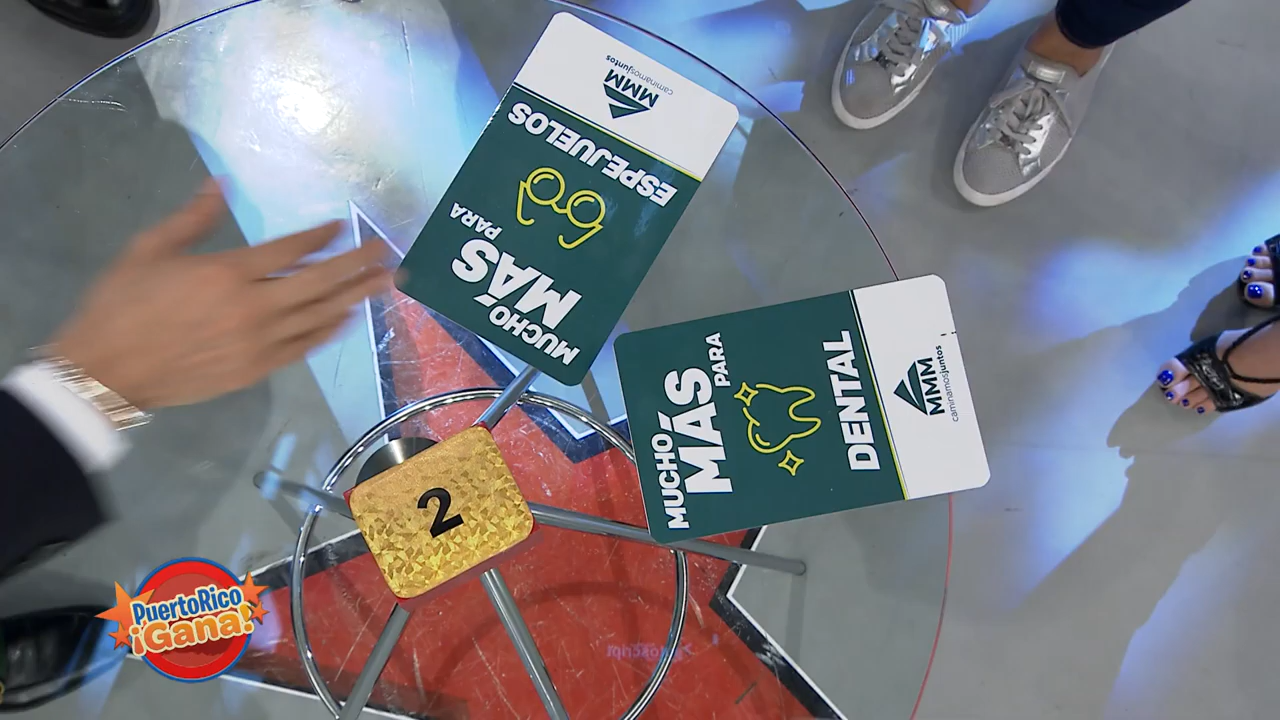 MUCHO
MÁS
PARA
ESPEJUELOS
MMM
caminamosjuntos
MUCHO
MÁS
PARA
DENTAL
MMM
caminamosjuntos
2
PuertoRico
¡Gana!